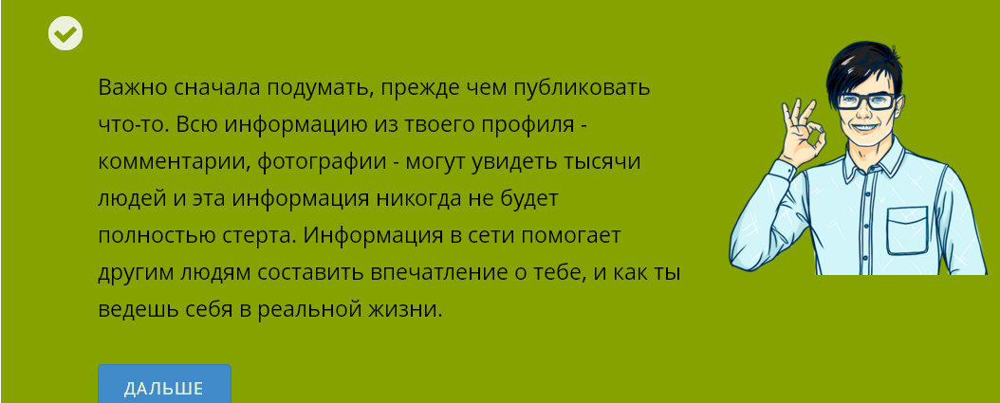 Важно сначала подумать, прежде чем публиковать
что-то. Всю информацию из твоего профиля -
комментарии, фотографии - могут увидеть тысячи
людей и эта информация никогда не будет
полностью стерта. Информация в сети помогает
другим людям составить впечатление о тебе, и как ты
ведешь себя в реальной жизни.
ДАЛЬШЕ